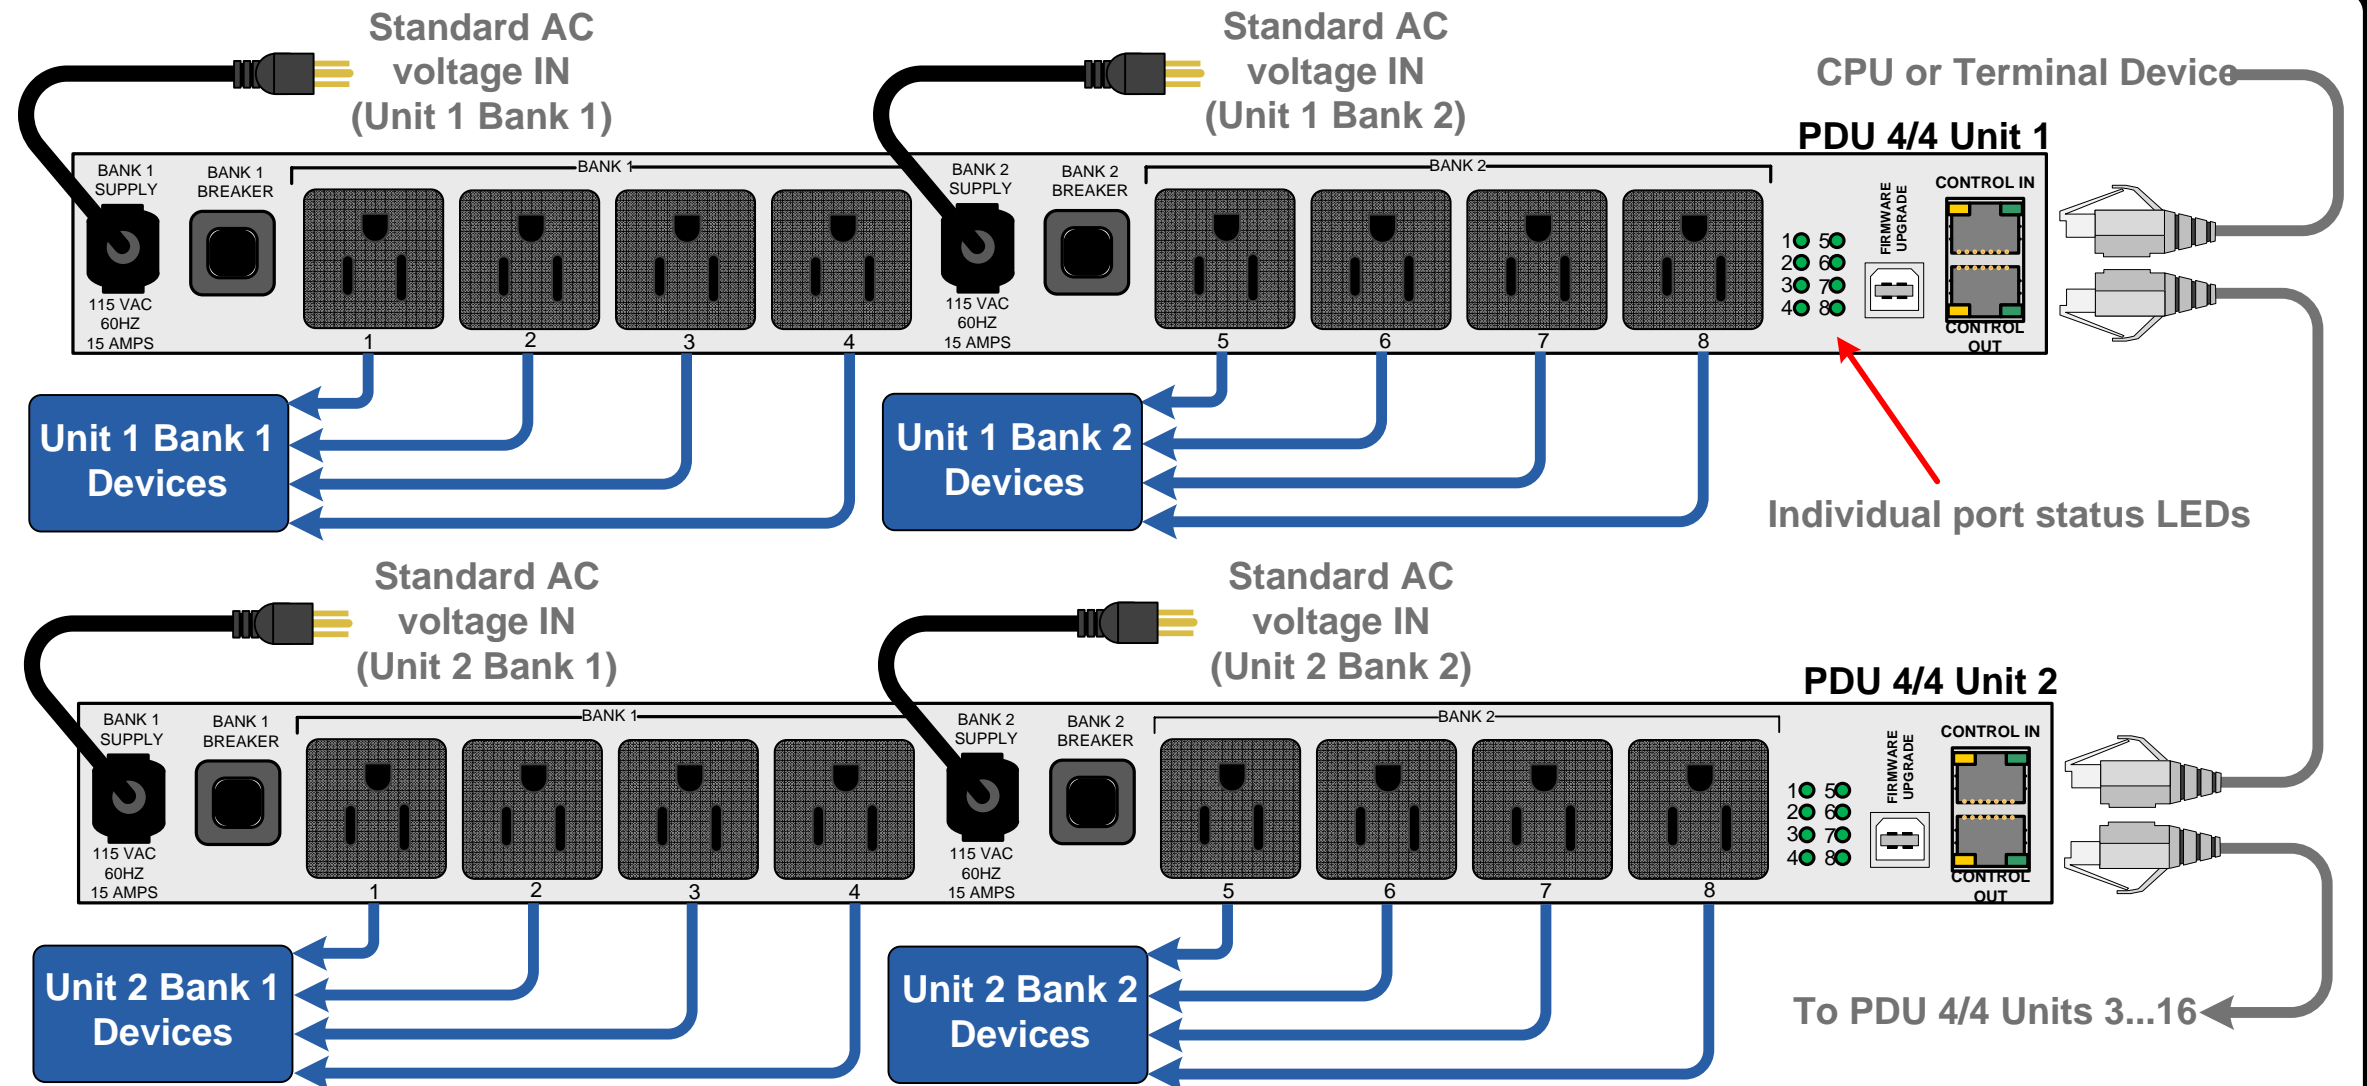 Standard AC
voltage IN
(Unit 1 Bank 1)
Standard AC
voltage IN
(Unit 1 Bank 2)
CPU or Terminal Device
PDU 4/4 Unit 1
BANK 1
SUPPLY
BANK 1
BREAKER
BANK 1
BANK 2
SUPPLY
BANK 2
BREAKER
BANK 2
FIRMWARE
UPGRADE
CONTROL IN
1 5
2 6
3 7
4 8
115 VAC
60HZ
15 AMPS
1 2 3 4
115 VAC
60HZ
15 AMPS
5 6 7 8
CONTROL
OUT
Unit 1 Bank 1
Devices
Unit 1 Bank 2
Devices
Individual port status LEDs
Standard AC
voltage IN
(Unit 2 Bank 1)
Standard AC
voltage IN
(Unit 2 Bank 2)
PDU 4/4 Unit 2
BANK 1
SUPPLY
BANK 1
BREAKER
BANK 1
BANK 2
SUPPLY
BANK 2
BREAKER
BANK 2
FIRMWARE
UPGRADE
CONTROL IN
1 5
2 6
3 7
4 8
115 VAC
60HZ
15 AMPS
1 2 3 4
115 VAC
60HZ
15 AMPS
5 6 7 8
CONTROL
OUT
Unit 2 Bank 1
Devices
Unit 2 Bank 2
Devices
To PDU 4/4 Units 3...16